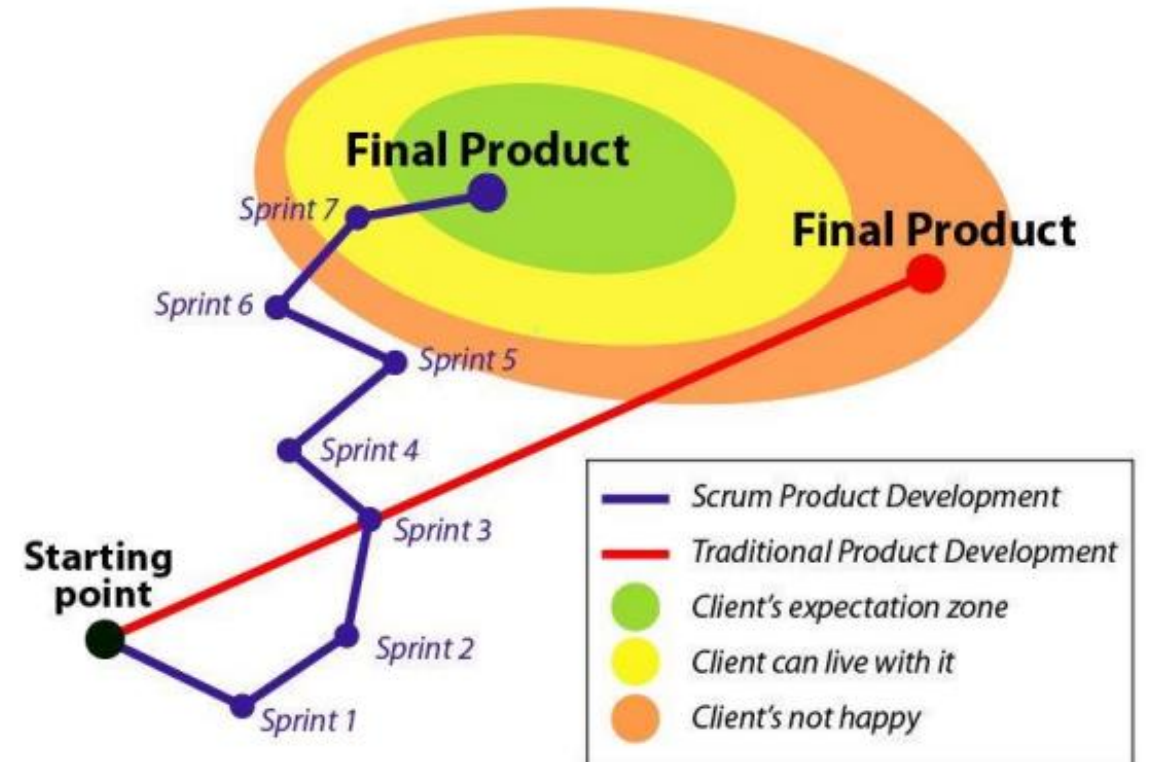 Final Product
Sprint 7
Final Product
Sprint 6
Sprint 5
Sprint 4
Sprint 3
Starting
point
Sprint 2
Sprint 1
Scrum Product Development
Traditional Product Development
Client's expectation zone
Client can live with it
Client's not happy